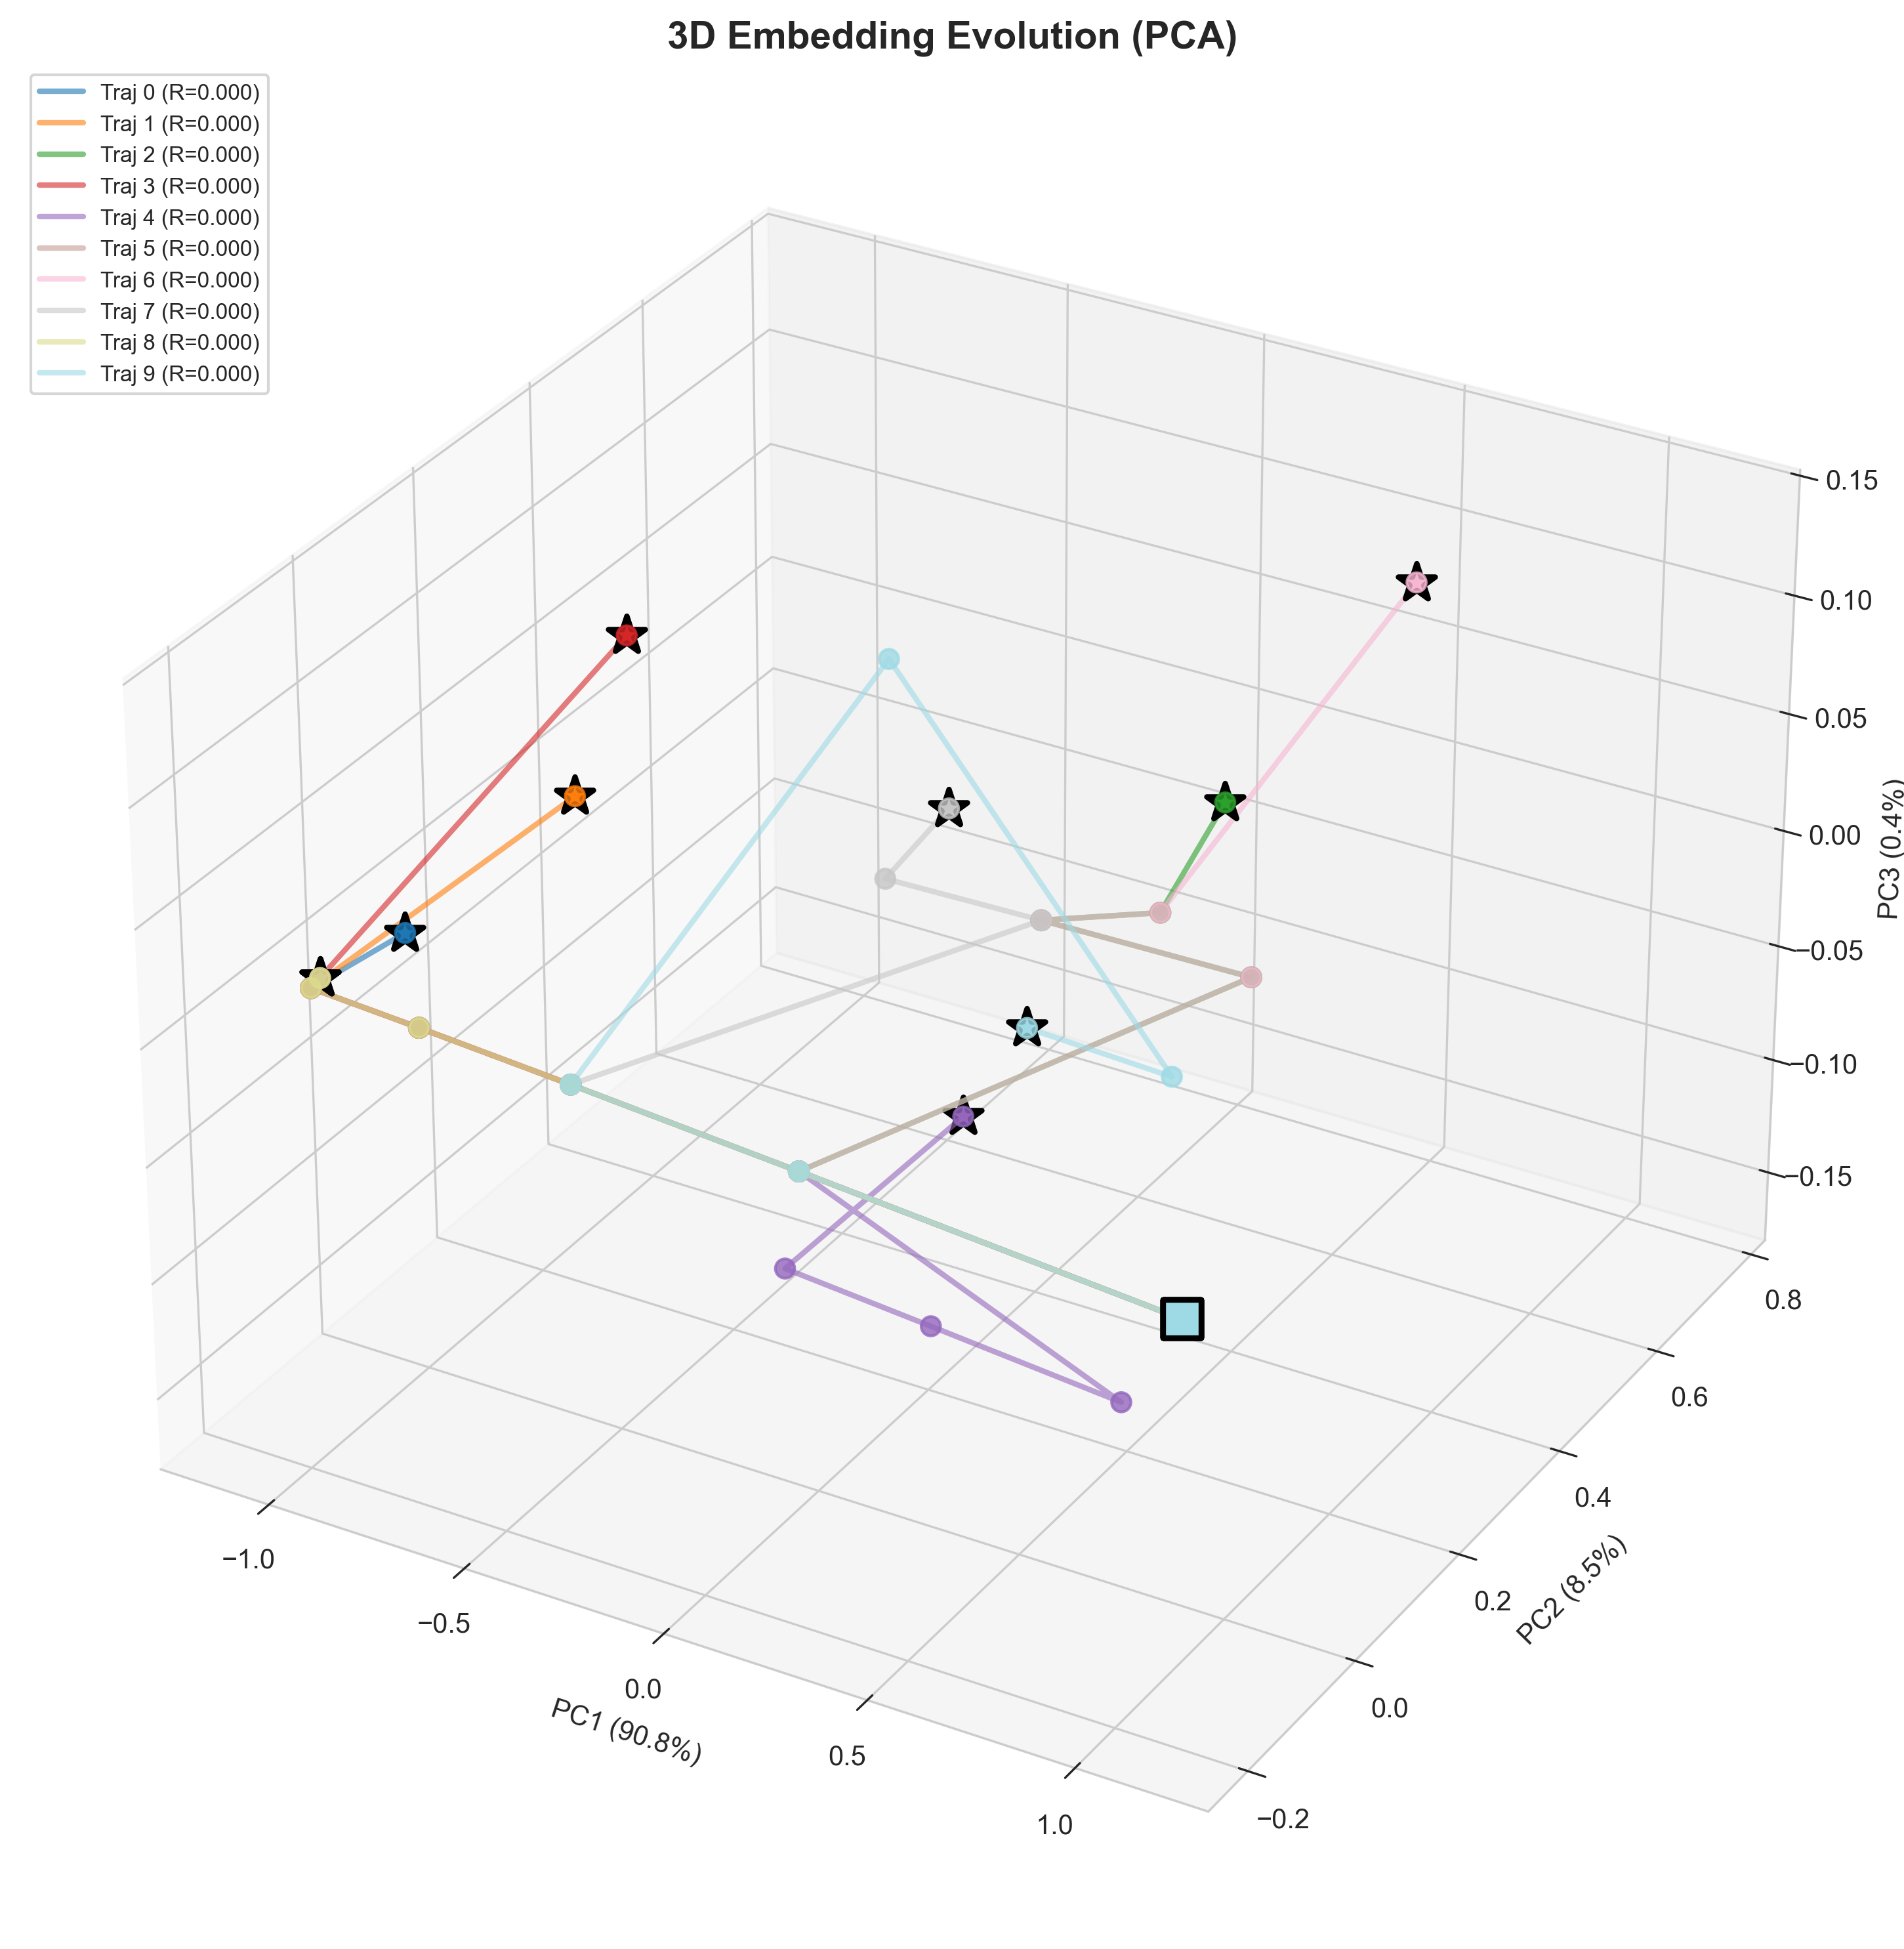 3D Embedding Evolution (PCA)
Traj 0 (R=0.000)
Traj 1 (R=0.000)
Traj 2 (R=0.000)
Traj 3 (R=0.000)
Traj 4 (R=0.000)
Traj 5 (R=0.000)
Traj 6 (R=0.000)
Traj 7 (R=0.000)
Traj 8 (R=0.000)
Traj 9 (R=0.000)
0.15
0.10
0.05
0.00
−0.05
−0.10
−0.15
PC3 (0.4%)
0.8
0.6
0.4
0.2
0.0
−0.2
PC2 (8.5%)
−1.0
−0.5
0.0
0.5
1.0
PC1 (90.8%)